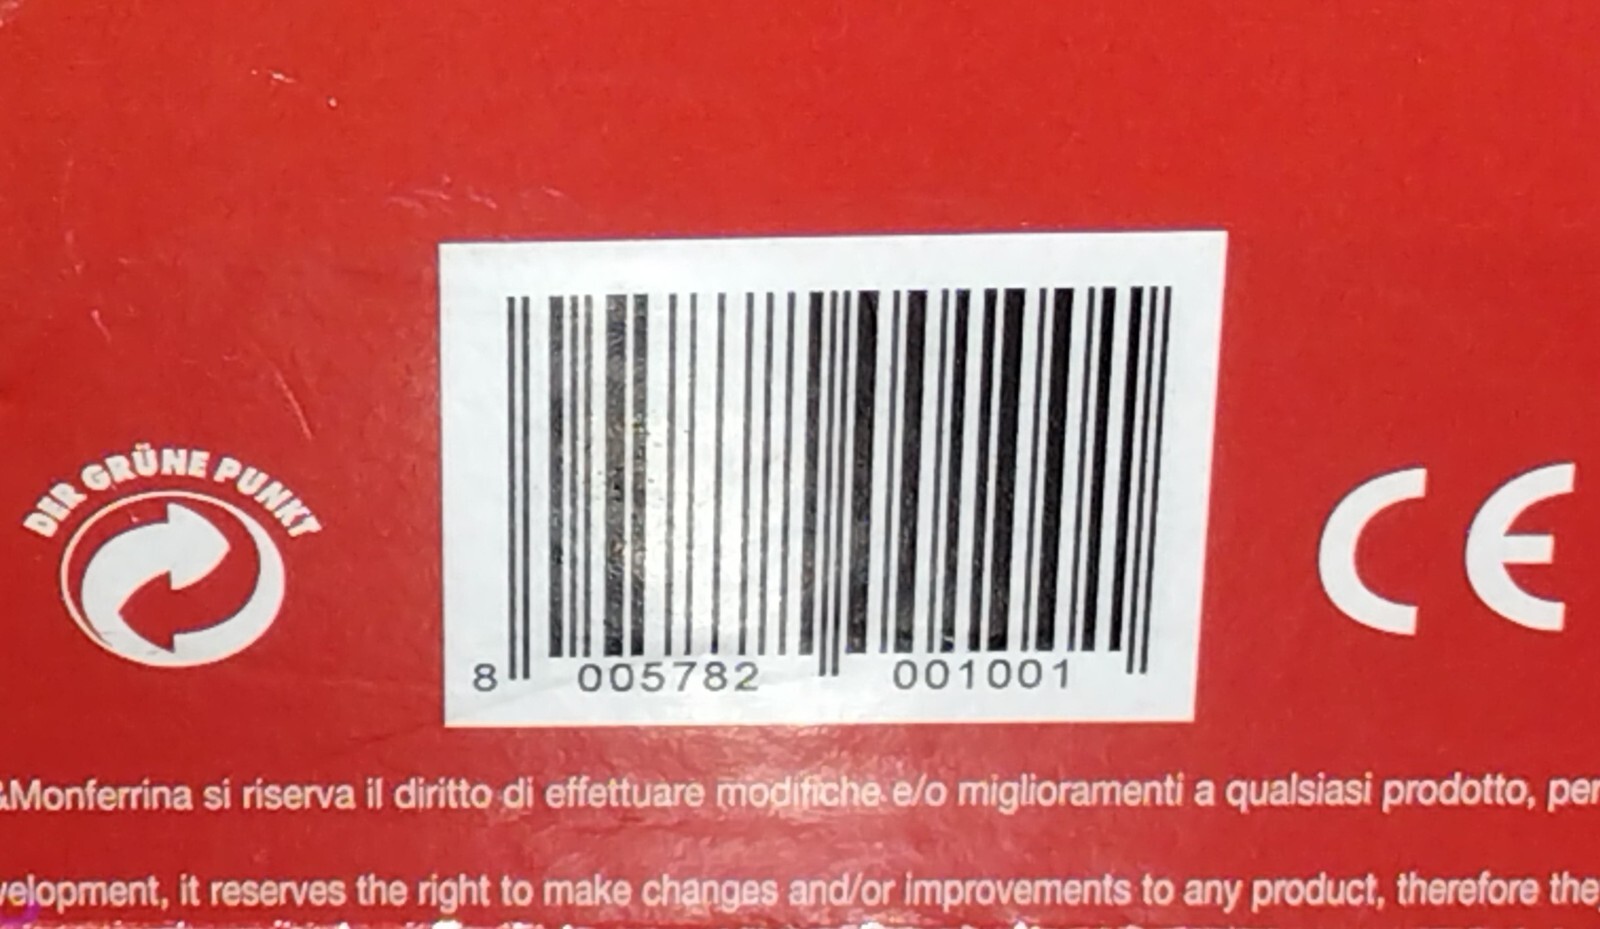 DER GRÜNE PUNKT
CE
8 005782 001001
&Monferrina si riserva il diritto di effettuare modifiche e/o miglioramenti a qualsiasi prodotto, per
velopment, it reserves the right to make changes and/or improvements to any product, therefore the